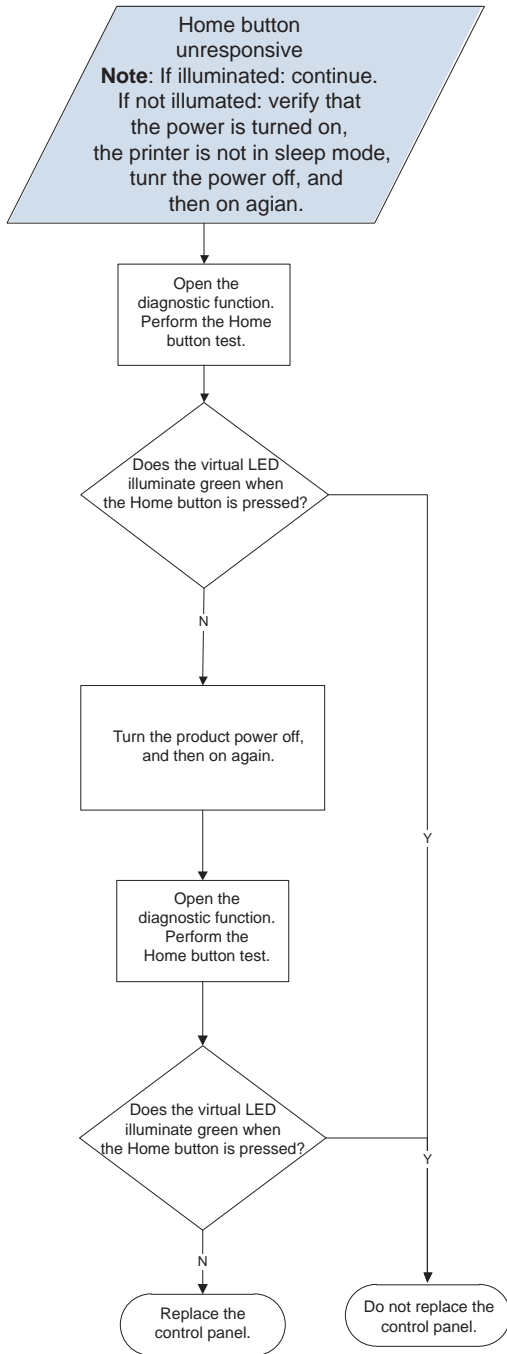 Home button
unresponsive
Note: If illuminated: continue.
If not illumated: verify that
the power is turned on,
the printer is not in sleep mode,
tunr the power off, and
then on agian.
Open the
diagnostic function.
Perform the Home
button test.
Does the virtual LED
illuminate green when
the Home button is pressed?
N
Turn the product power off,
and then on again.
Y
Open the
diagnostic function.
Perform the
Home button test.
Does the virtual LED
illuminate green when
the Home button is pressed?
Y
N
Replace the
control panel.
Do not replace the
control panel.